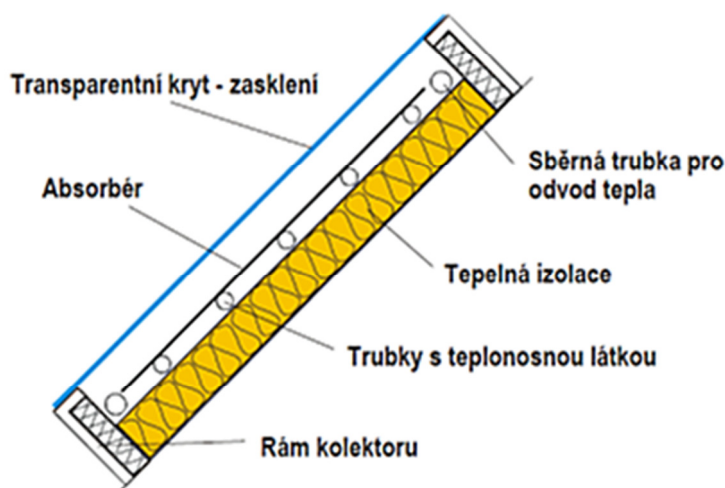 Transparentní kryt - zasklení
Sběrná trubka pro
odvod tepla
Absorbér
Tepelná izolace
Trubky s teplonosnou látkou
Rám kolektoru